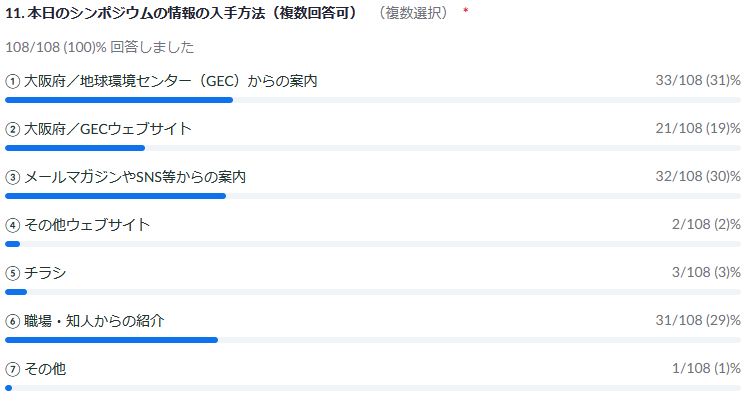 11. 本日のシンポジウムの情報の入手方法（複数回答可） （複数選択） *
108/108 (100)% 回答しました
① 大阪府／地球環境センター（GEC）からの案内 33/108 (31)%
② 大阪府／GECウェブサイト 21/108 (19)%
③ メールマガジンやSNS等からの案内 32/108 (30)%
④ その他ウェブサイト 2/108 (2)%
⑤ チラシ 3/108 (3)%
⑥ 職場・知人からの紹介 31/108 (29)%
⑦ その他 1/108 (1)%